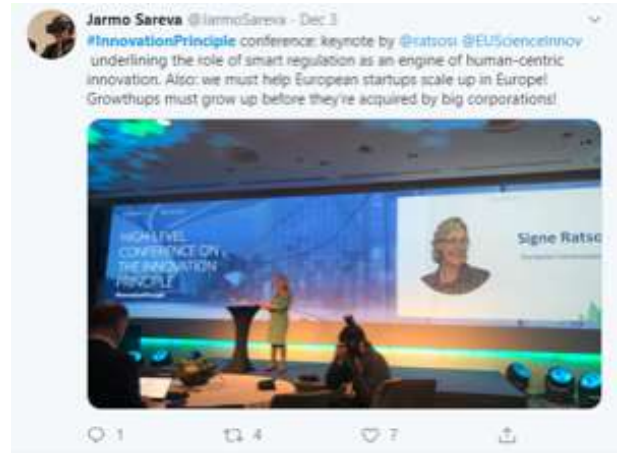 Jarmo Sareva @JarmoSareva · Dec 3
#InnovationPrinciple conference: keynote by @ratsosi @EUScienceInnov
underlining the role of smart regulation as an engine of human-centric
innovation. Also: we must help European startups scale up in Europe!
Growthups must grow up before they're acquired by big corporations!
HIGH-LEVEL
CONFERENCE ON
THE INNOVATION
PRINCIPLE
Signe Ratso
1 4 7